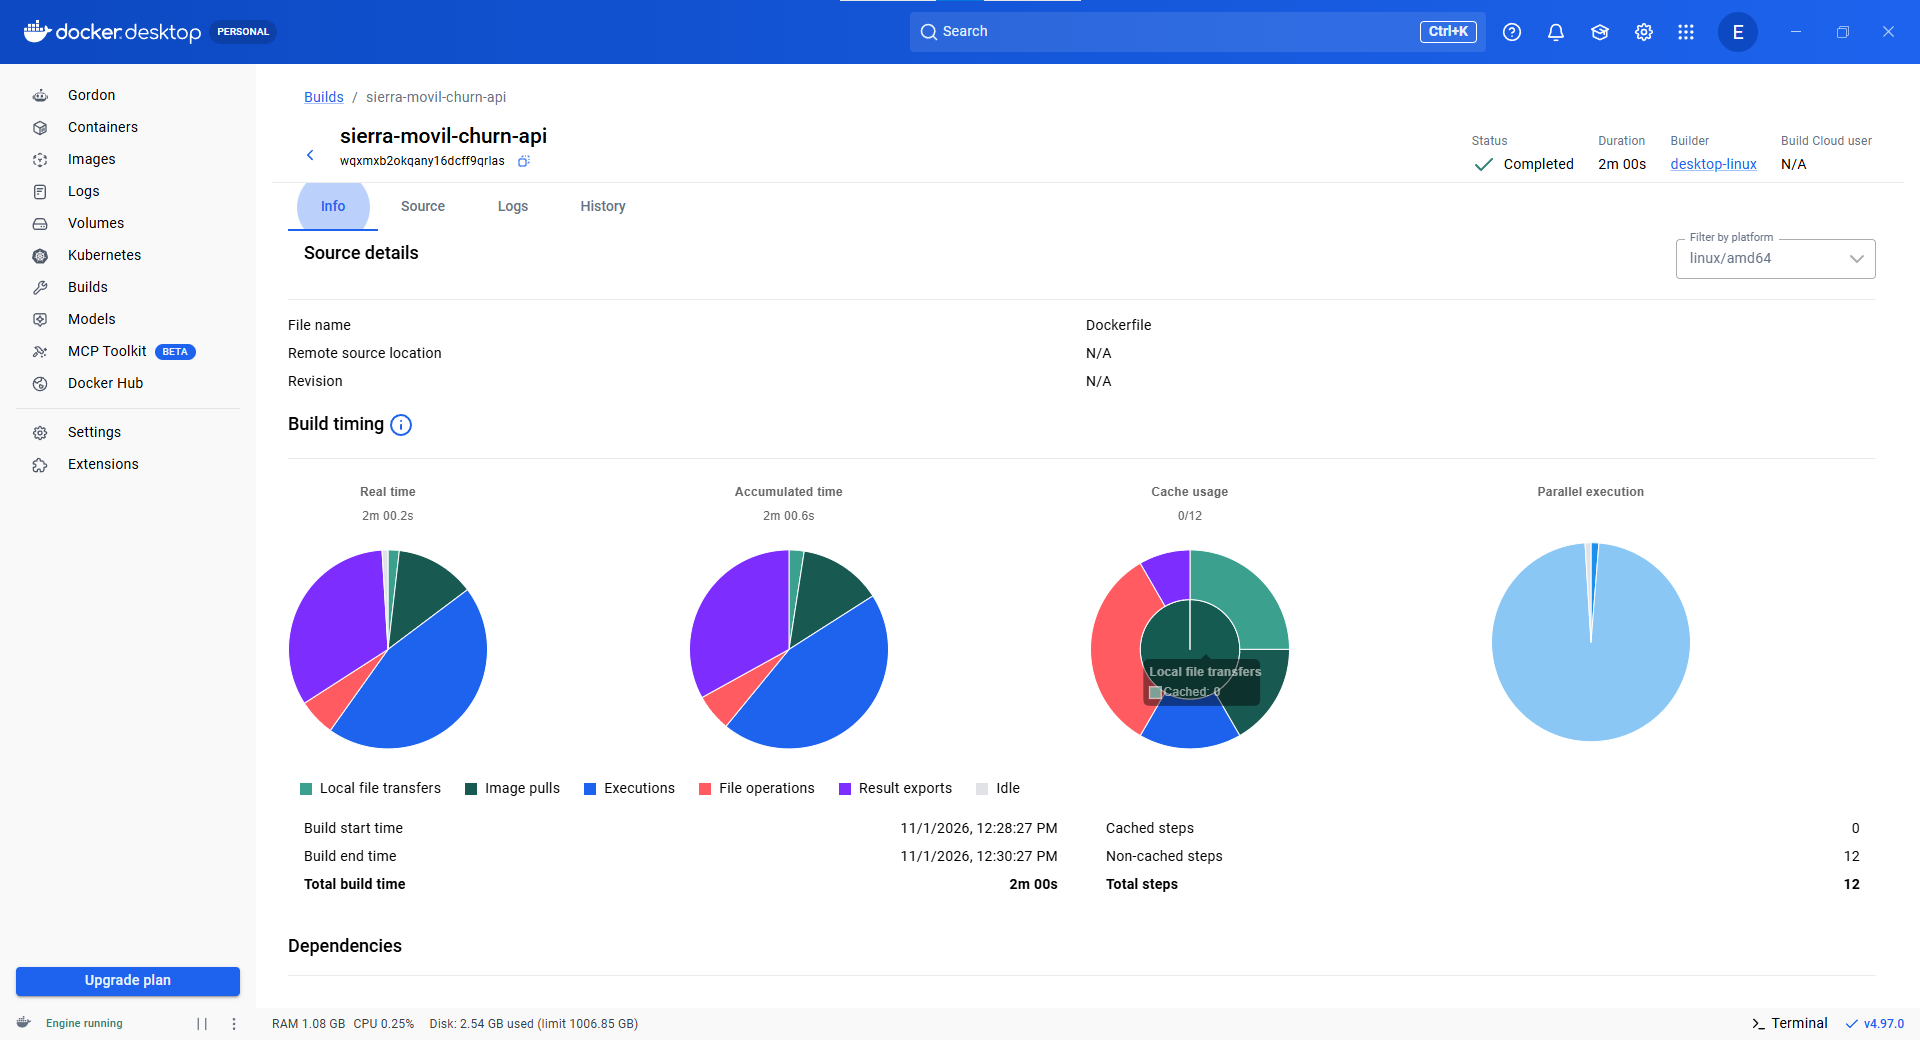 docker.desktop PERSONAL
Search Ctrl+K
E
Gordon
Containers
Images
Logs
Volumes
Kubernetes
Builds
Models
MCP Toolkit BETA
Docker Hub
Settings
Extensions
Upgrade plan
Builds / sierra-movil-churn-api
sierra-movil-churn-api
wqxmxb2okqany16dcff9qrlas
Status
Completed
Duration
2m 00s
Builder
desktop-linux
Build Cloud user
N/A
Info Source Logs History
Source details
Filter by platform
linux/amd64
File name Dockerfile
Remote source location N/A
Revision N/A
Build timing
Real time
2m 00.2s
Accumulated time
2m 00.6s
Cache usage
0/12
Parallel execution
Local file transfers
Cached: 0
Local file transfers Image pulls Executions File operations Result exports Idle
Build start time 11/1/2026, 12:28:27 PM
Build end time 11/1/2026, 12:30:27 PM
Total build time 2m 00s
Cached steps 0
Non-cached steps 12
Total steps 12
Dependencies
Engine running
RAM 1.08 GB CPU 0.25% Disk: 2.54 GB used (limit 1006.85 GB)
Terminal
v4.97.0